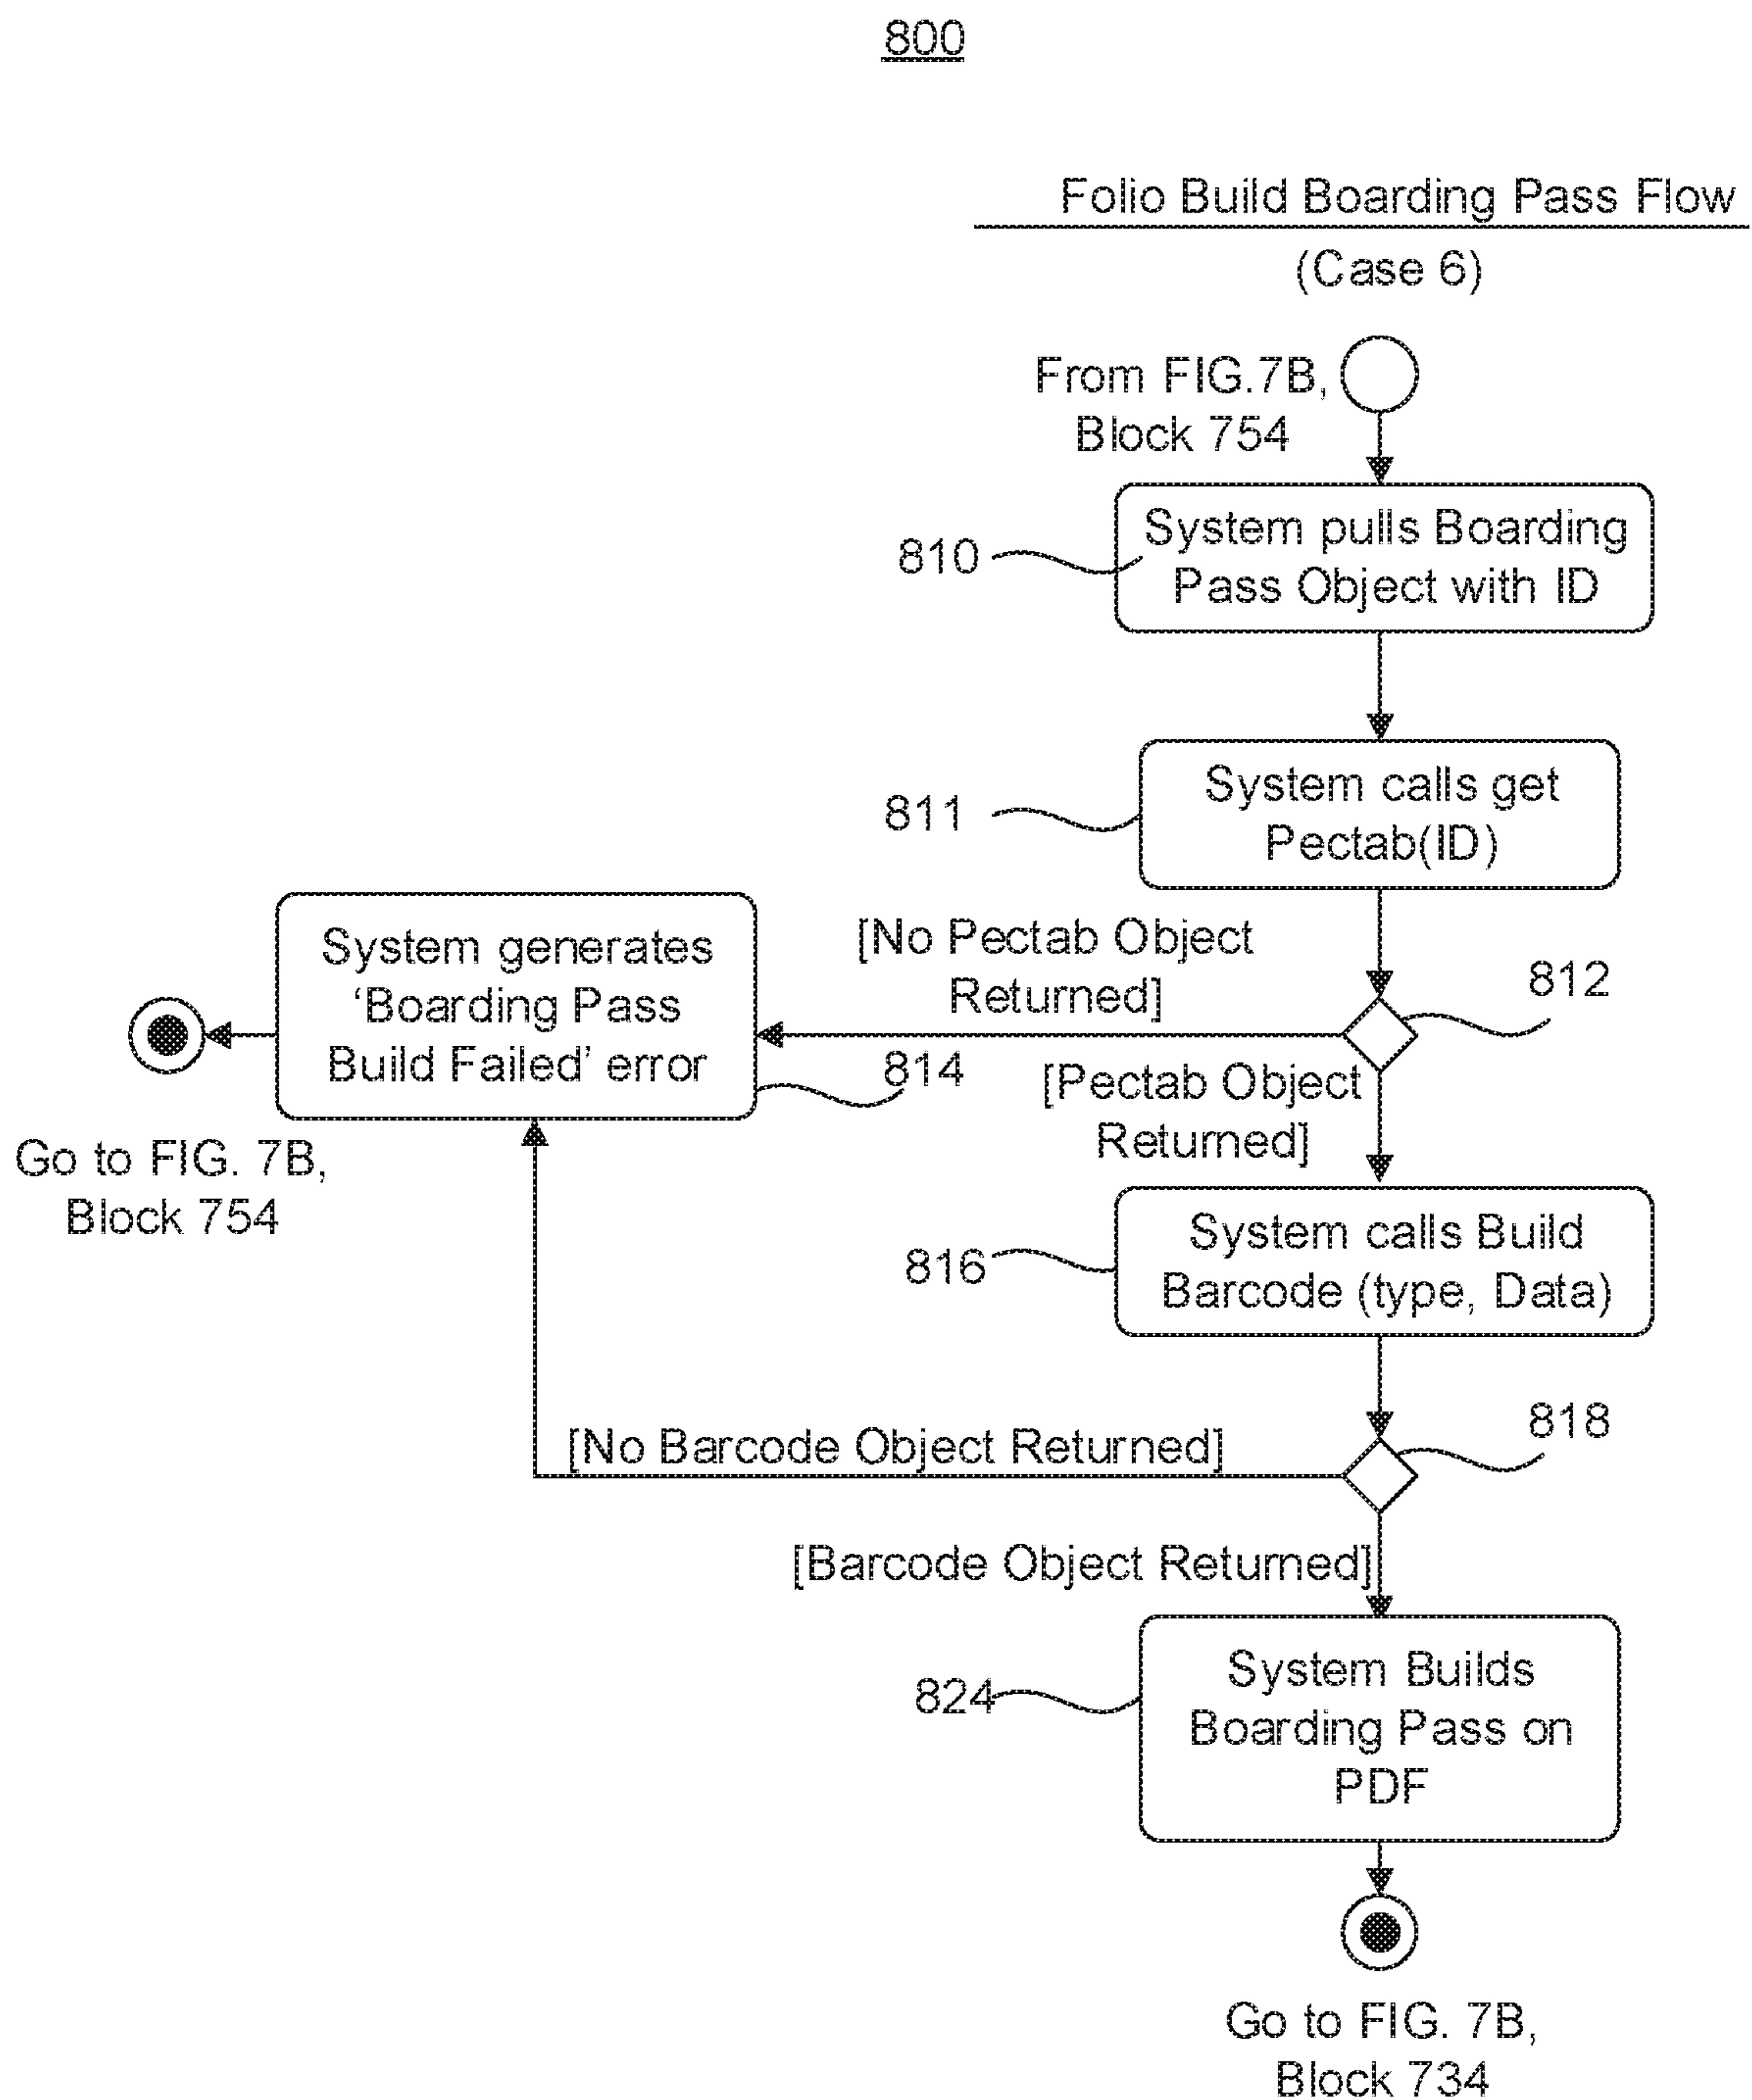 800
Folio Build Boarding Pass Flow
(Case 6)
From FIG.7B,
Block 754
810
System pulls Boarding
Pass Object with ID
811
System calls get
Pectab(ID)
[No Pectab Object
Returned]
812
System generates
‘Boarding Pass
Build Failed’ error
814
Go to FIG. 7B,
Block 754
[Pectab Object
Returned]
816
System calls Build
Barcode (type, Data)
818
[No Barcode Object Returned]
[Barcode Object Returned]
824
System Builds
Boarding Pass on
PDF
Go to FIG. 7B,
Block 734